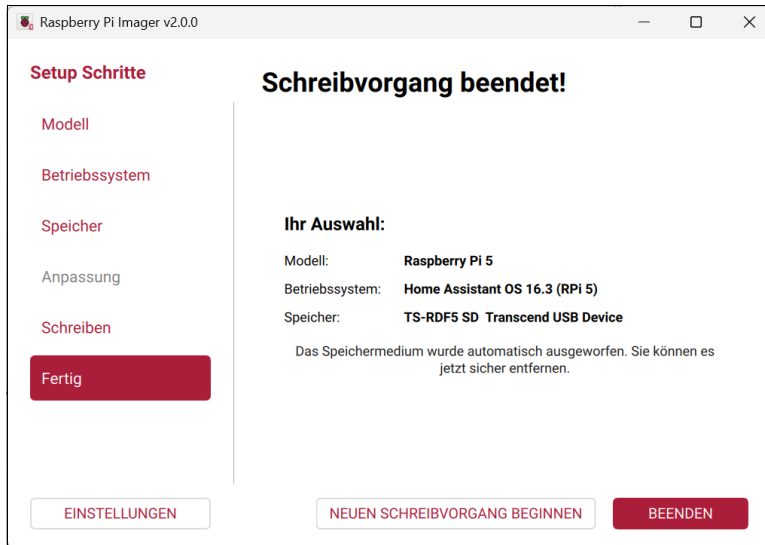 Raspberry Pi Imager v2.0.0
Setup Schritte
Modell
Betriebssystem
Speicher
Anpassung
Schreiben
Fertig
EINSTELLUNGEN
Schreibvorgang beendet!
Ihr Auswahl:
Modell: Raspberry Pi 5
Betriebssystem: Home Assistant OS 16.3 (RPi 5)
Speicher: TS-RDF5 SD Transcend USB Device
Das Speichermedium wurde automatisch ausgeworfen. Sie können es
jetzt sicher entfernen.
NEUEN SCHREIBVORGANG BEGINNEN
BEENDEN